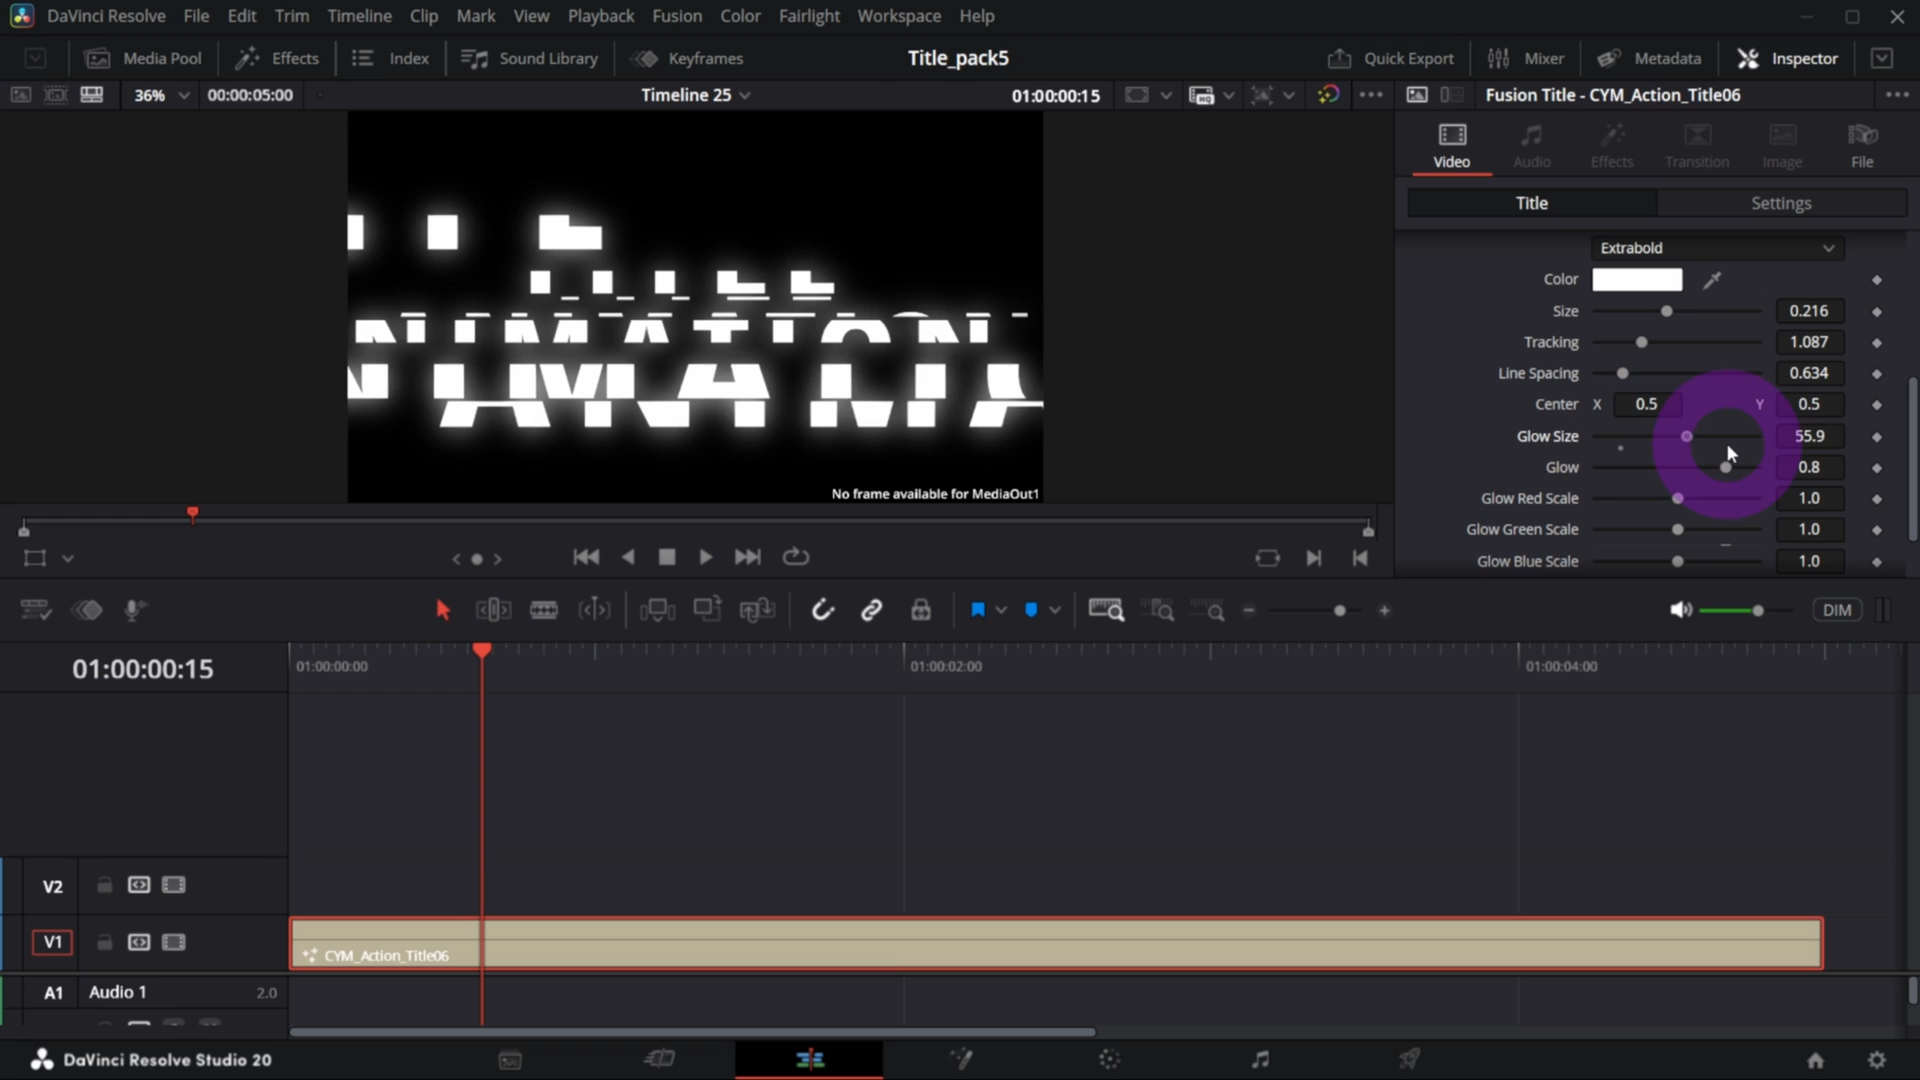 DaVinci Resolve File Edit Trim Timeline Clip Mark View Playback Fusion Color Fairlight Workspace Help
Media Pool Effects Index Sound Library Keyframes Title_pack5 Quick Export Mixer Metadata Inspector
36% 00:00:05:00 Timeline 25 01:00:00:15 HQ Fusion Title - CYM_Action_Title06
Video Audio Effects Transition Image File
Title Settings
Extrabold
Color
Size 0.216
Tracking 1.087
Line Spacing 0.634
Center X 0.5 Y 0.5
Glow Size 55.9
Glow 0.8
Glow Red Scale 1.0
Glow Green Scale 1.0
Glow Blue Scale 1.0
No frame available for MediaOut1
DIM
01:00:00:15 01:00:00:00 01:00:02:00 01:00:04:00
V2
V1 CYM_Action_Title06
A1 Audio 1 2.0
DaVinci Resolve Studio 20